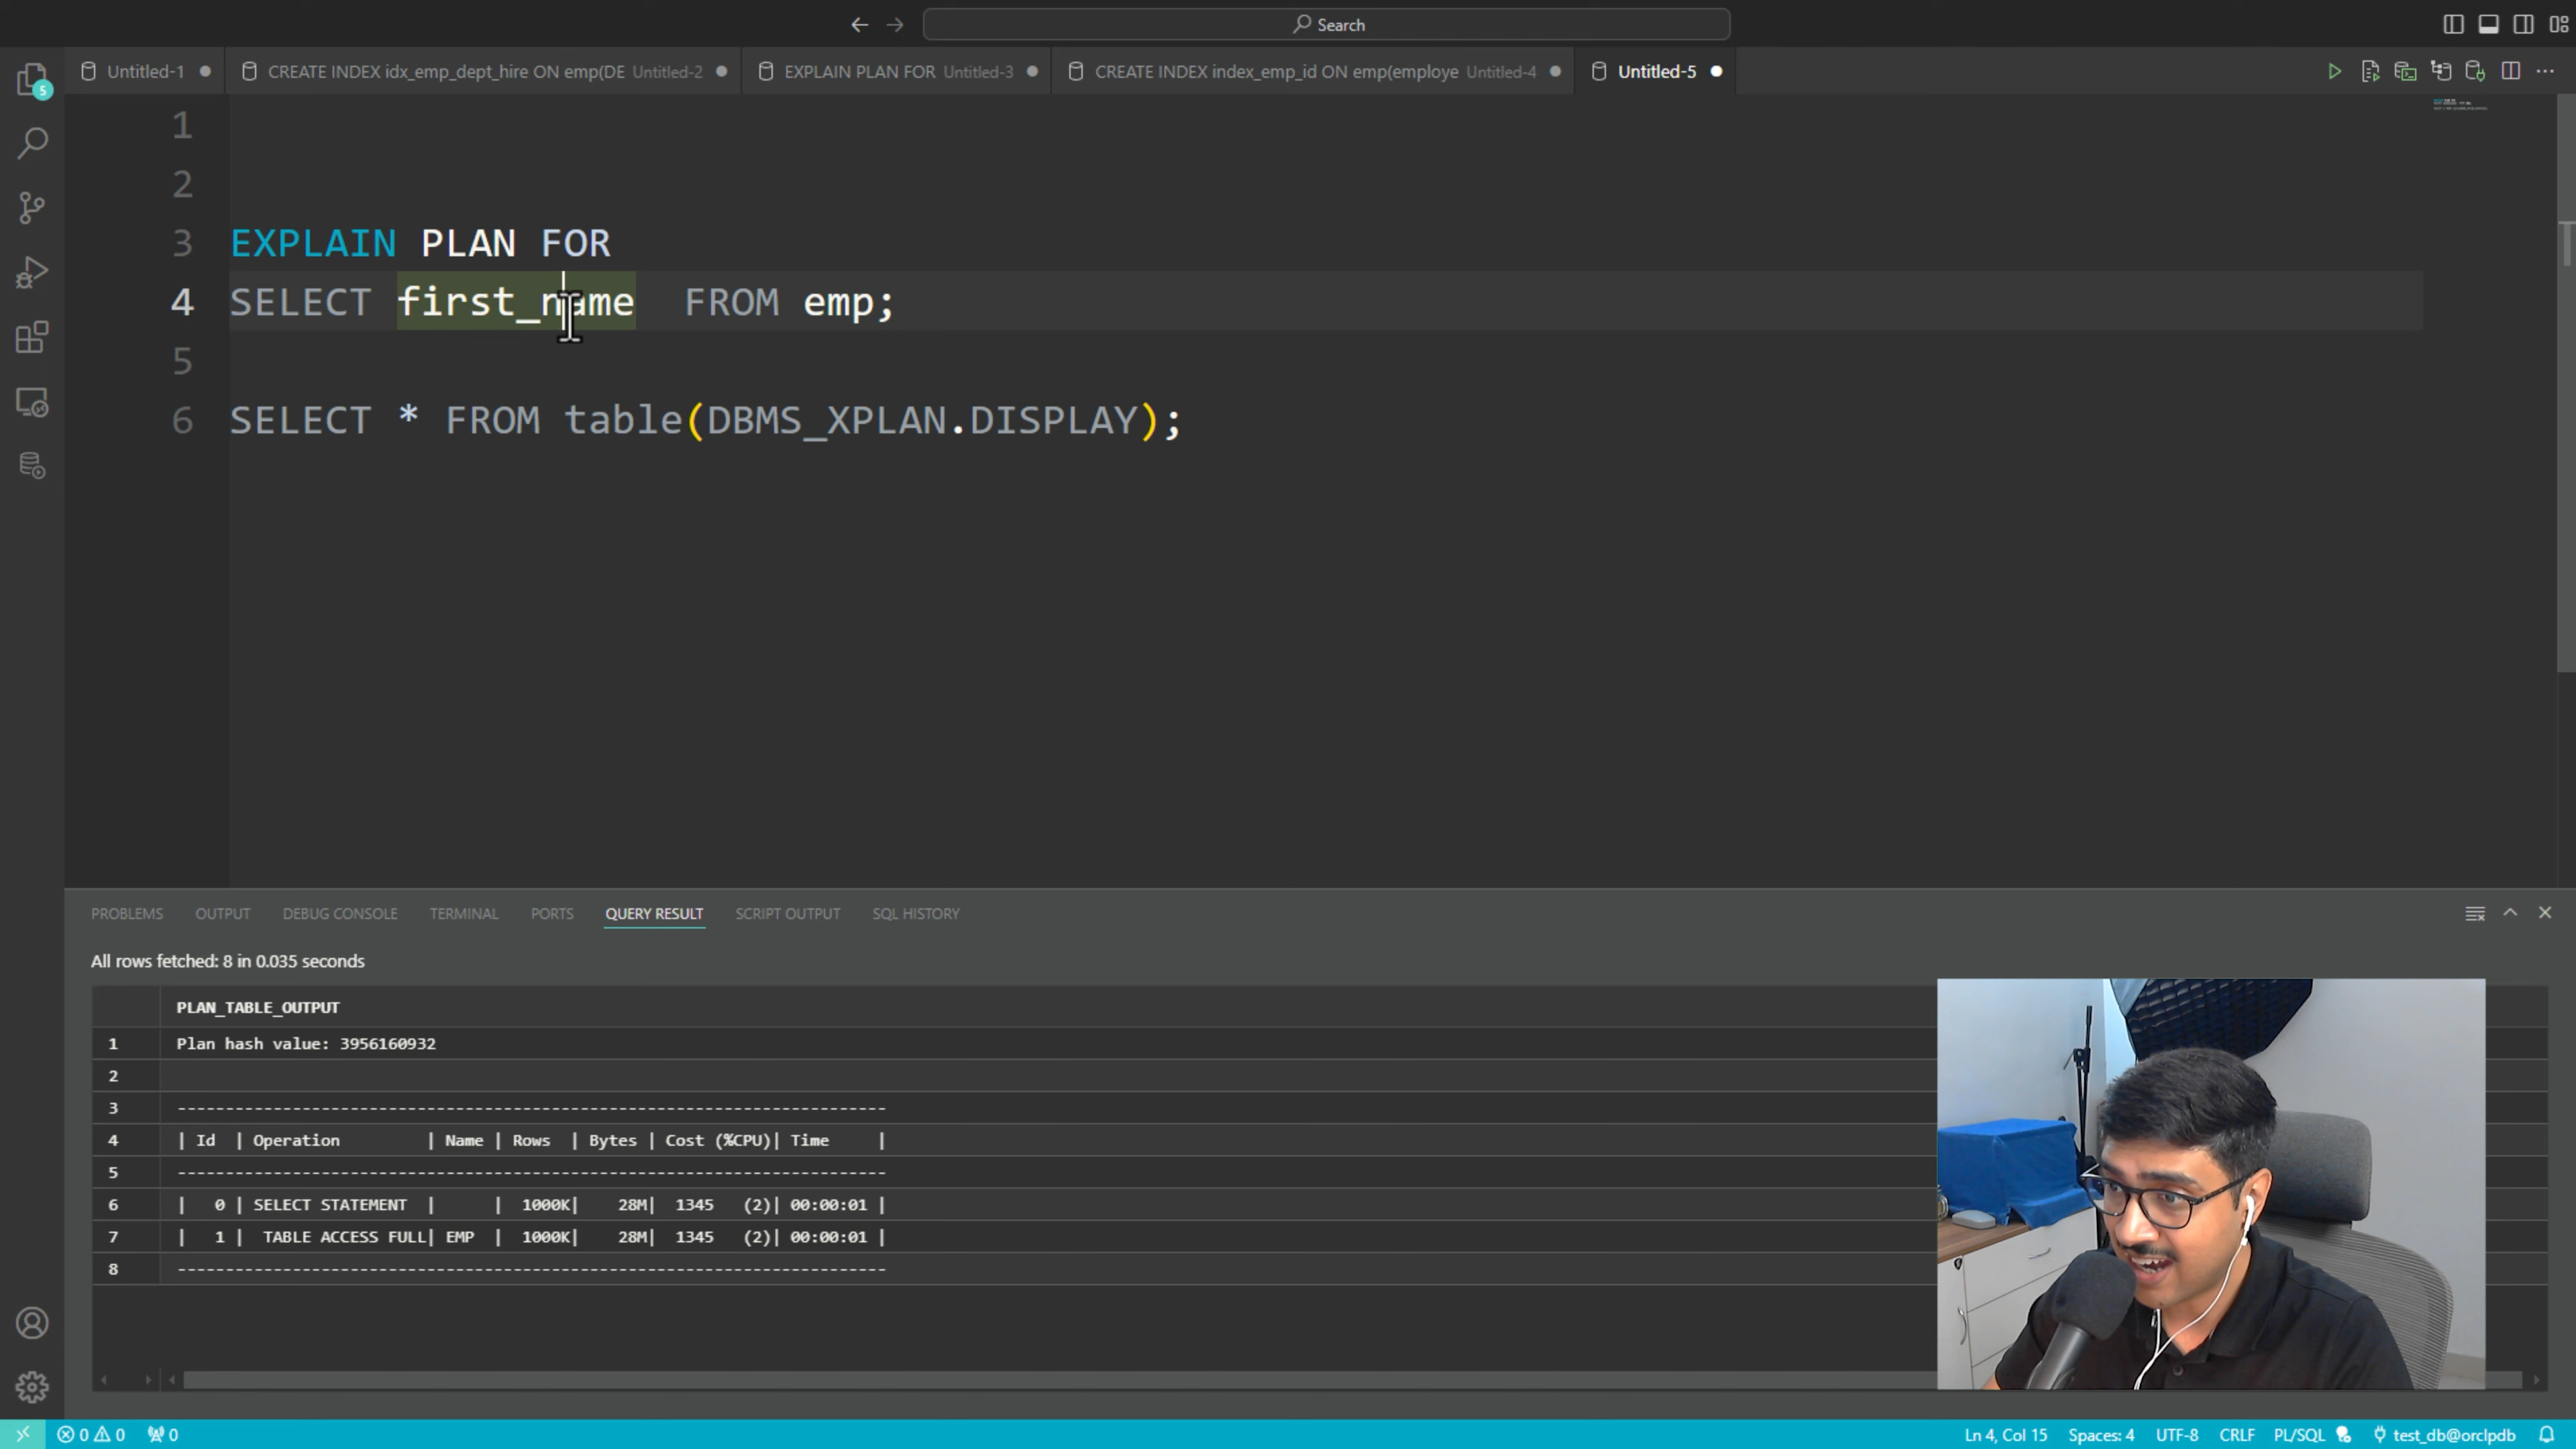 Search
5
Untitled-1
CREATE INDEX idx_emp_dept_hire ON emp(DE Untitled-2
EXPLAIN PLAN FOR Untitled-3
CREATE INDEX index_emp_id ON emp(employe Untitled-4
Untitled-5
1
2
3 EXPLAIN PLAN FOR
4 SELECT first_name  FROM emp;
5
6 SELECT * FROM table(DBMS_XPLAN.DISPLAY);
PROBLEMS OUTPUT DEBUG CONSOLE TERMINAL PORTS QUERY RESULT SCRIPT OUTPUT SQL HISTORY
All rows fetched: 8 in 0.035 seconds
PLAN_TABLE_OUTPUT
1 Plan hash value: 3956160932
2
3 --------------------------------------------------------------------------
4 | Id  | Operation         | Name | Rows  | Bytes | Cost (%CPU)| Time     |
5 --------------------------------------------------------------------------
6 |   0 | SELECT STATEMENT  |      |  1000K|    28M|  1345   (2)| 00:00:01 |
7 |   1 |  TABLE ACCESS FULL| EMP  |  1000K|    28M|  1345   (2)| 00:00:01 |
8 --------------------------------------------------------------------------
0 0 0 Ln 4, Col 15 Spaces: 4 UTF-8 CRLF PL/SQL test_db@orclpdb